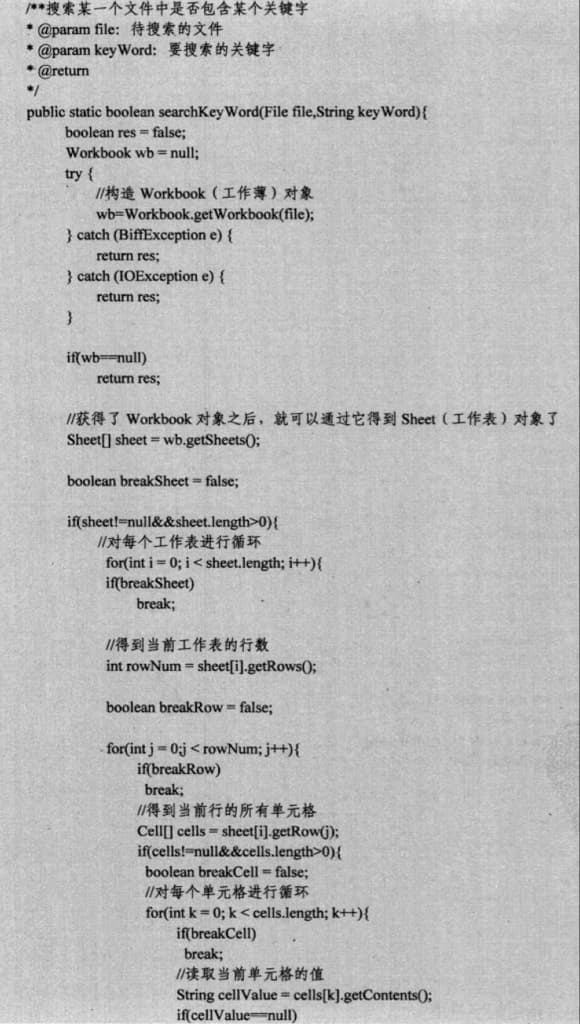 /**搜索某一个文件中是否包含某个关键字
* @param file: 待搜索的文件
* @param keyWord: 要搜索的关键字
* @return
*/
public static boolean searchKeyWord(File file,String keyWord){
boolean res = false;
Workbook wb = null;
try {
//构造 Workbook（工作薄）对象
wb=Workbook.getWorkbook(file);
} catch (BiffException e) {
return res;
} catch (IOException e) {
return res;
}
if(wb==null)
return res;
//获得了 Workbook 对象之后，就可以通过它得到 Sheet（工作表）对象了
Sheet[] sheet = wb.getSheets();
boolean breakSheet = false;
if(sheet!=null&&sheet.length>0){
//对每个工作表进行循环
for(int i = 0; i < sheet.length; i++){
if(breakSheet)
break;
//得到当前工作表的行数
int rowNum = sheet[i].getRows();
boolean breakRow = false;
for(int j = 0;j < rowNum; j++){
if(breakRow)
break;
//得到当前行的所有单元格
Cell[] cells = sheet[i].getRow(j);
if(cells!=null&&cells.length>0){
boolean breakCell = false;
//对每个单元格进行循环
for(int k = 0; k < cells.length; k++){
if(breakCell)
break;
//读取当前单元格的值
String cellValue = cells[k].getContents();
if(cellValue==null)